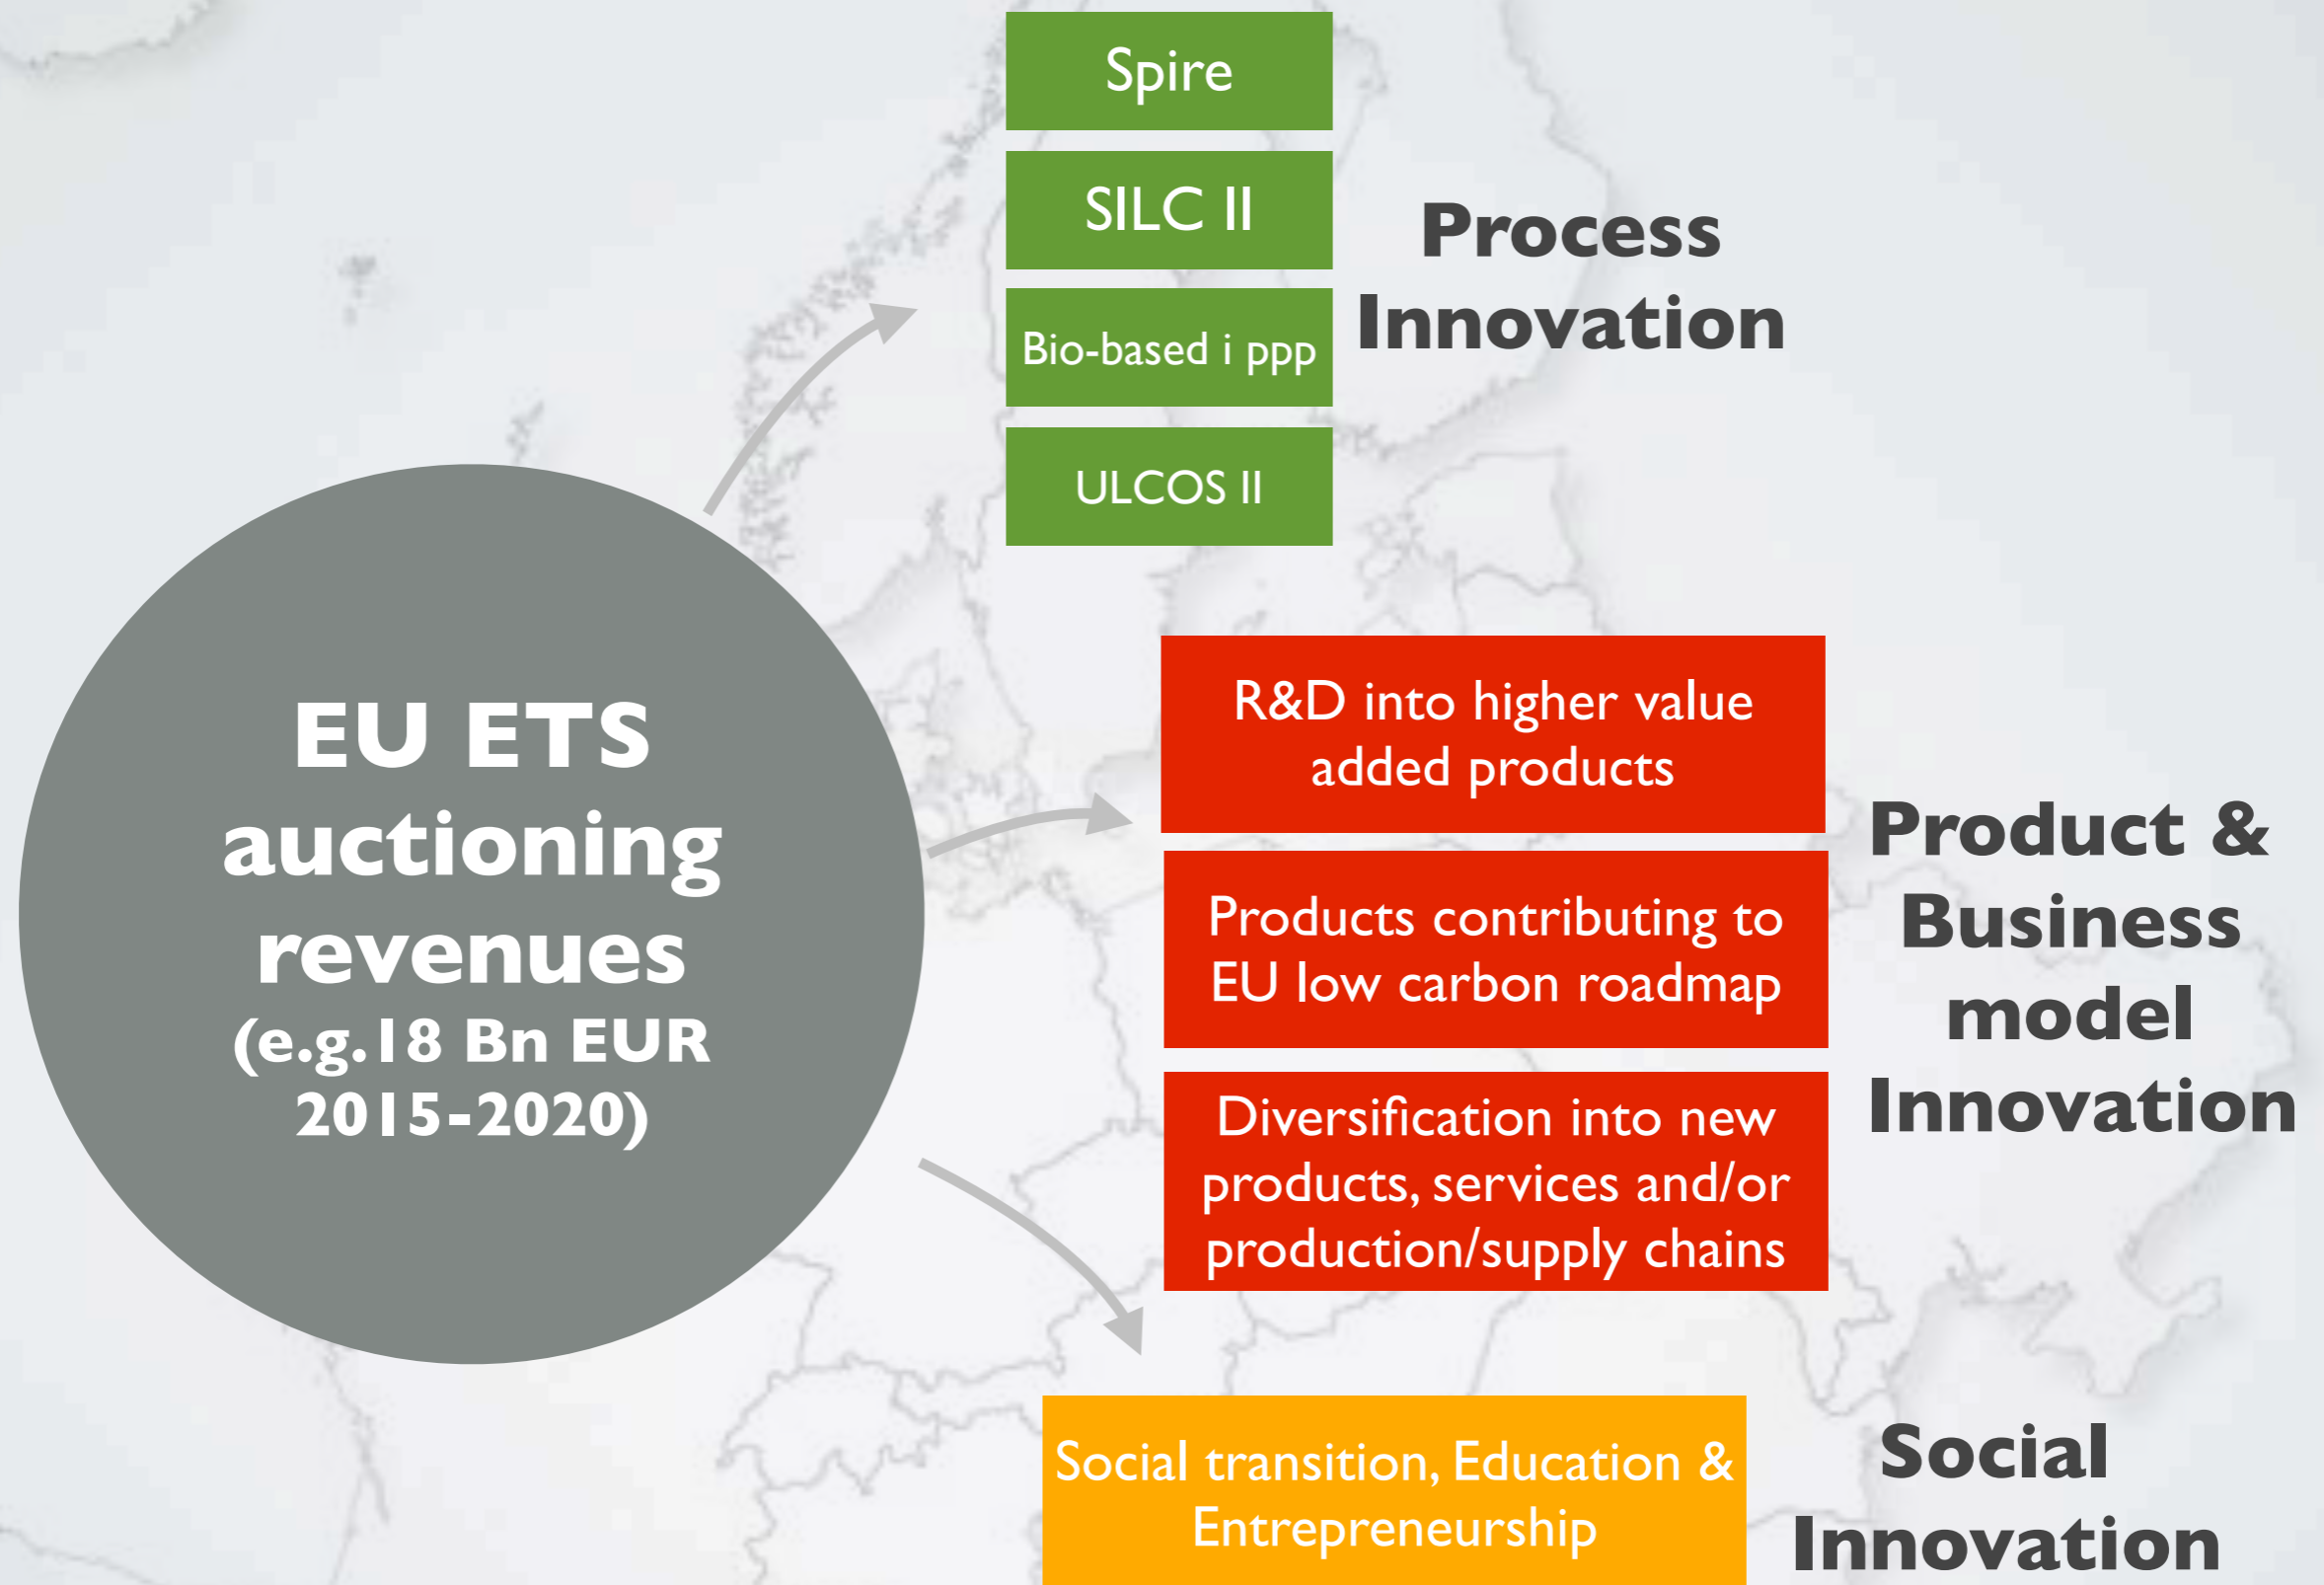 Spire
SILC II
Bio-based i ppp
ULCOS II
Process
Innovation
EU ETS
auctioning
revenues
(e.g.18 Bn EUR
2015-2020)
R&D into higher value
added products
Products contributing to
EU low carbon roadmap
Diversification into new
products, services and/or
production/supply chains
Product &
Business
model
Innovation
Social transition, Education &
Entrepreneurship
Social
Innovation